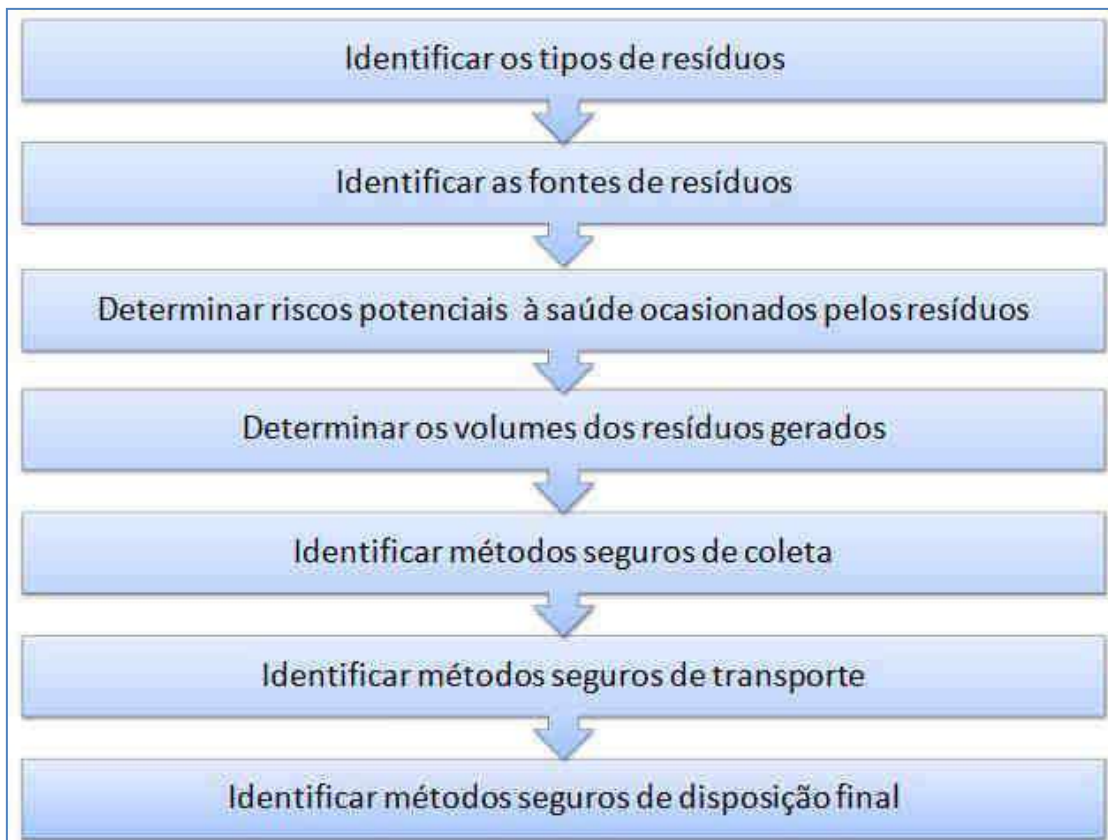 Identificar os tipos de resíduos
Identificar as fontes de resíduos
Determinar riscos potenciais à saúde ocasionados pelos resíduos
Determinar os volumes dos resíduos gerados
Identificar métodos seguros de coleta
Identificar métodos seguros de transporte
Identificar métodos seguros de disposição final